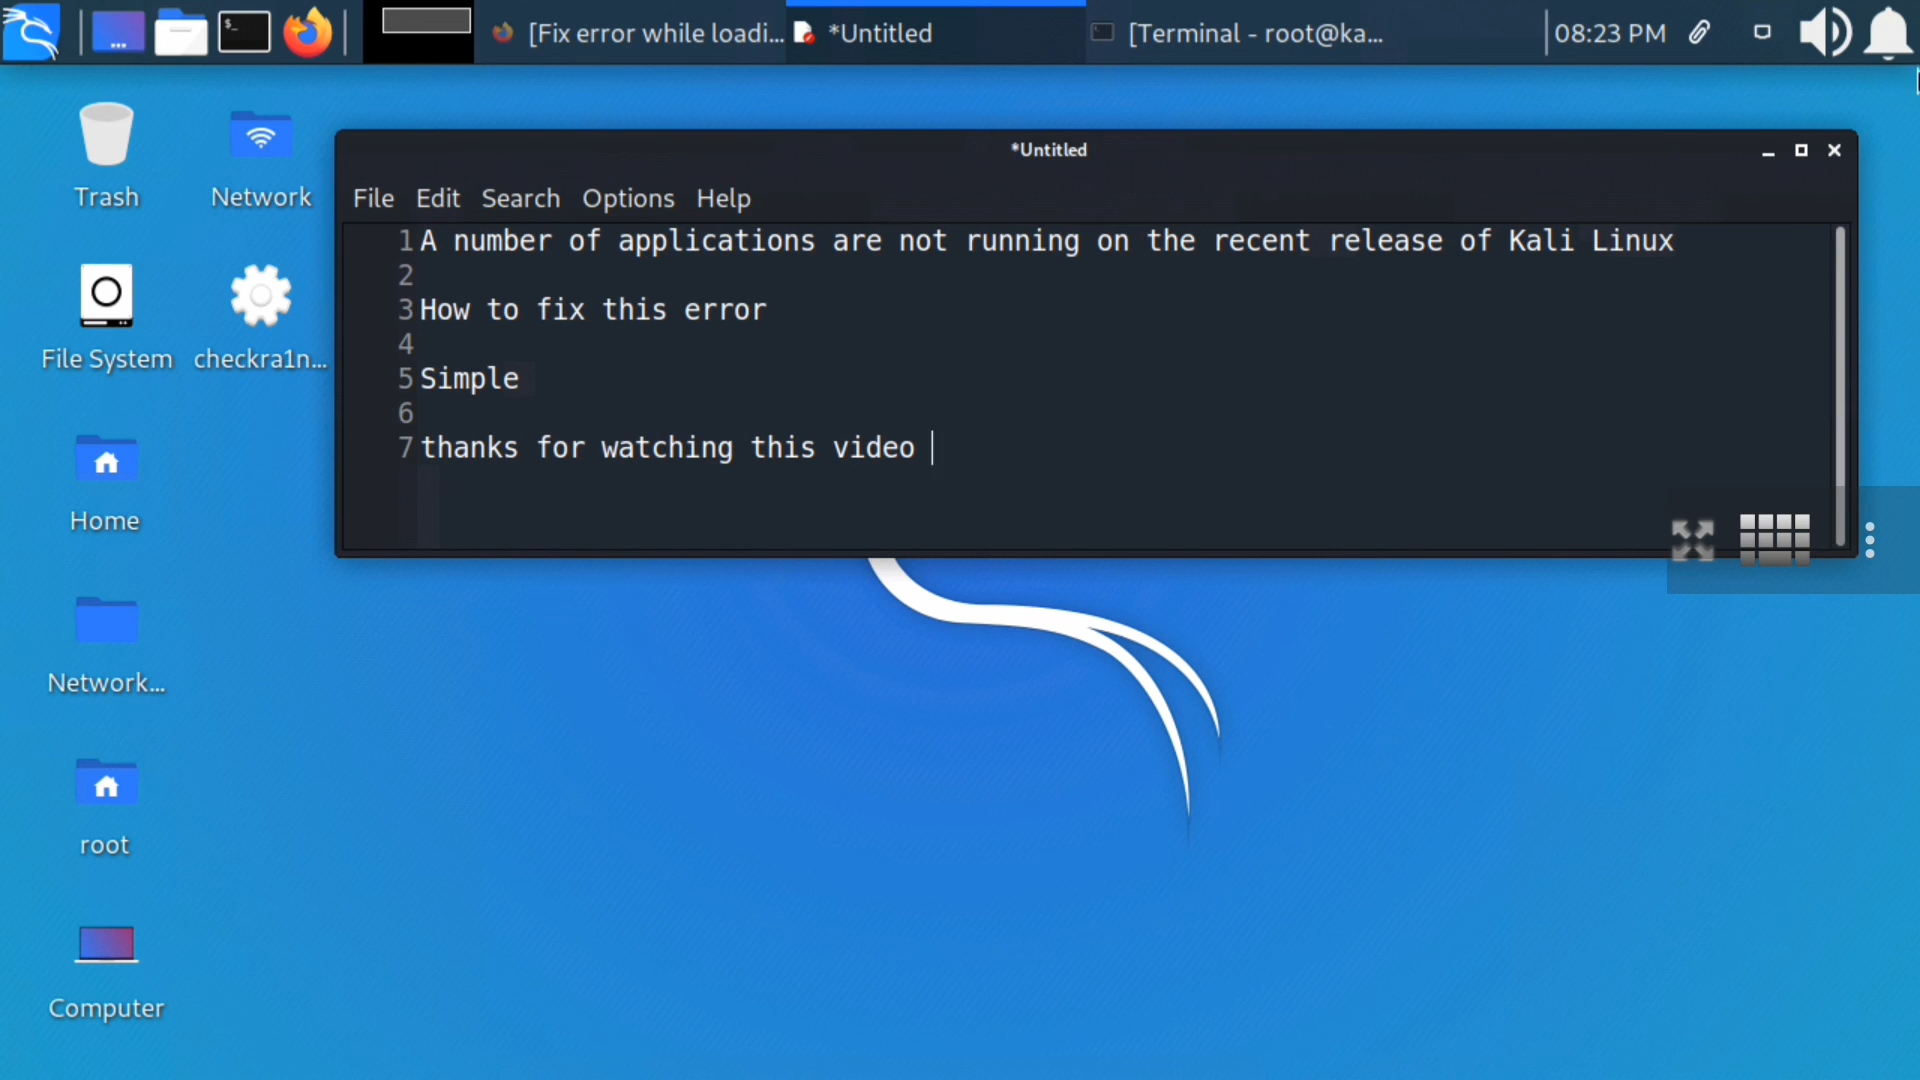 [Fix error while loadi... *Untitled [Terminal - root@ka... 08:23 PM
Trash
Network
File System
checkra1n...
Home
Network...
root
Computer
*Untitled
File Edit Search Options Help
1 A number of applications are not running on the recent release of Kali Linux
2
3 How to fix this error
4
5 Simple
6
7 thanks for watching this video